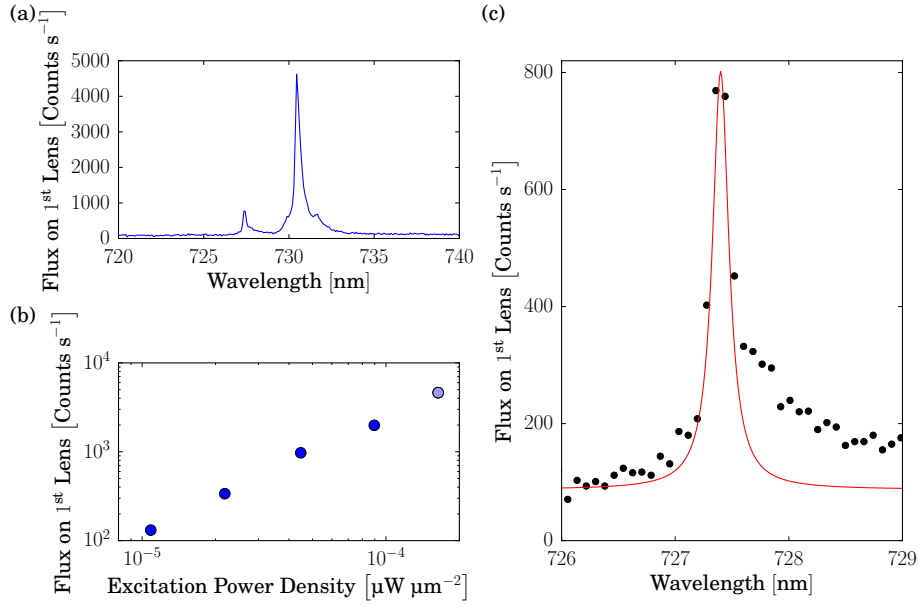 (a)
Flux on 1st Lens [Counts s−1]
5000
4000
3000
2000
1000
0
720 725 730 735 740
Wavelength [nm]
(b)
Flux on 1st Lens [Counts s−1]
10^4
10^3
10^2
10^−5 10^−4
Excitation Power Density [µW µm−2]
(c)
Flux on 1st Lens [Counts s−1]
800
600
400
200
0
726 727 728 729
Wavelength [nm]